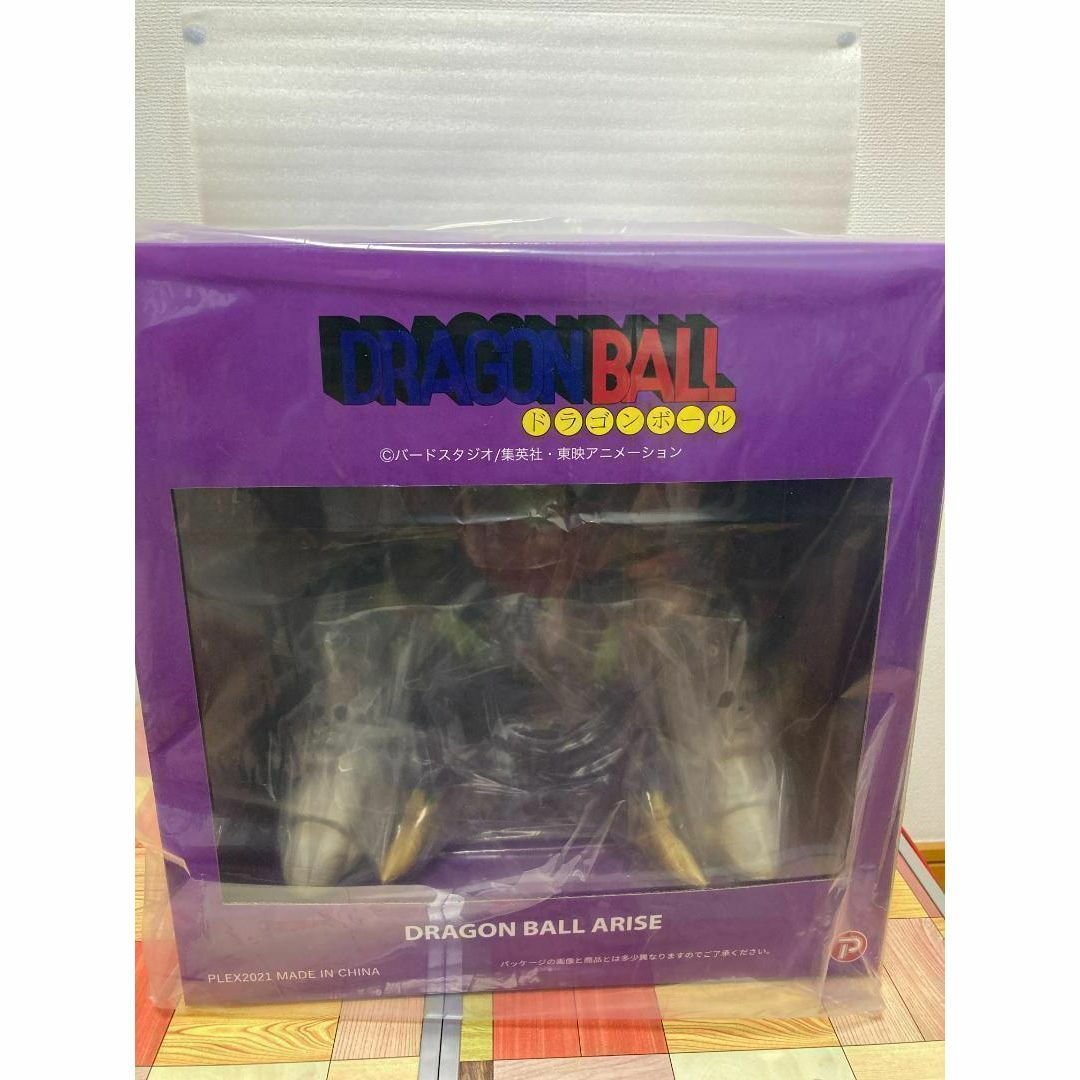 DRAGON BALL
ドラゴンボール
©バードスタジオ/集英社・東映アニメーション
DRAGON BALL ARISE
パッケージの画像と商品とは多少異なりますのでご了承ください。
PLEX2021 MADE IN CHINA
P